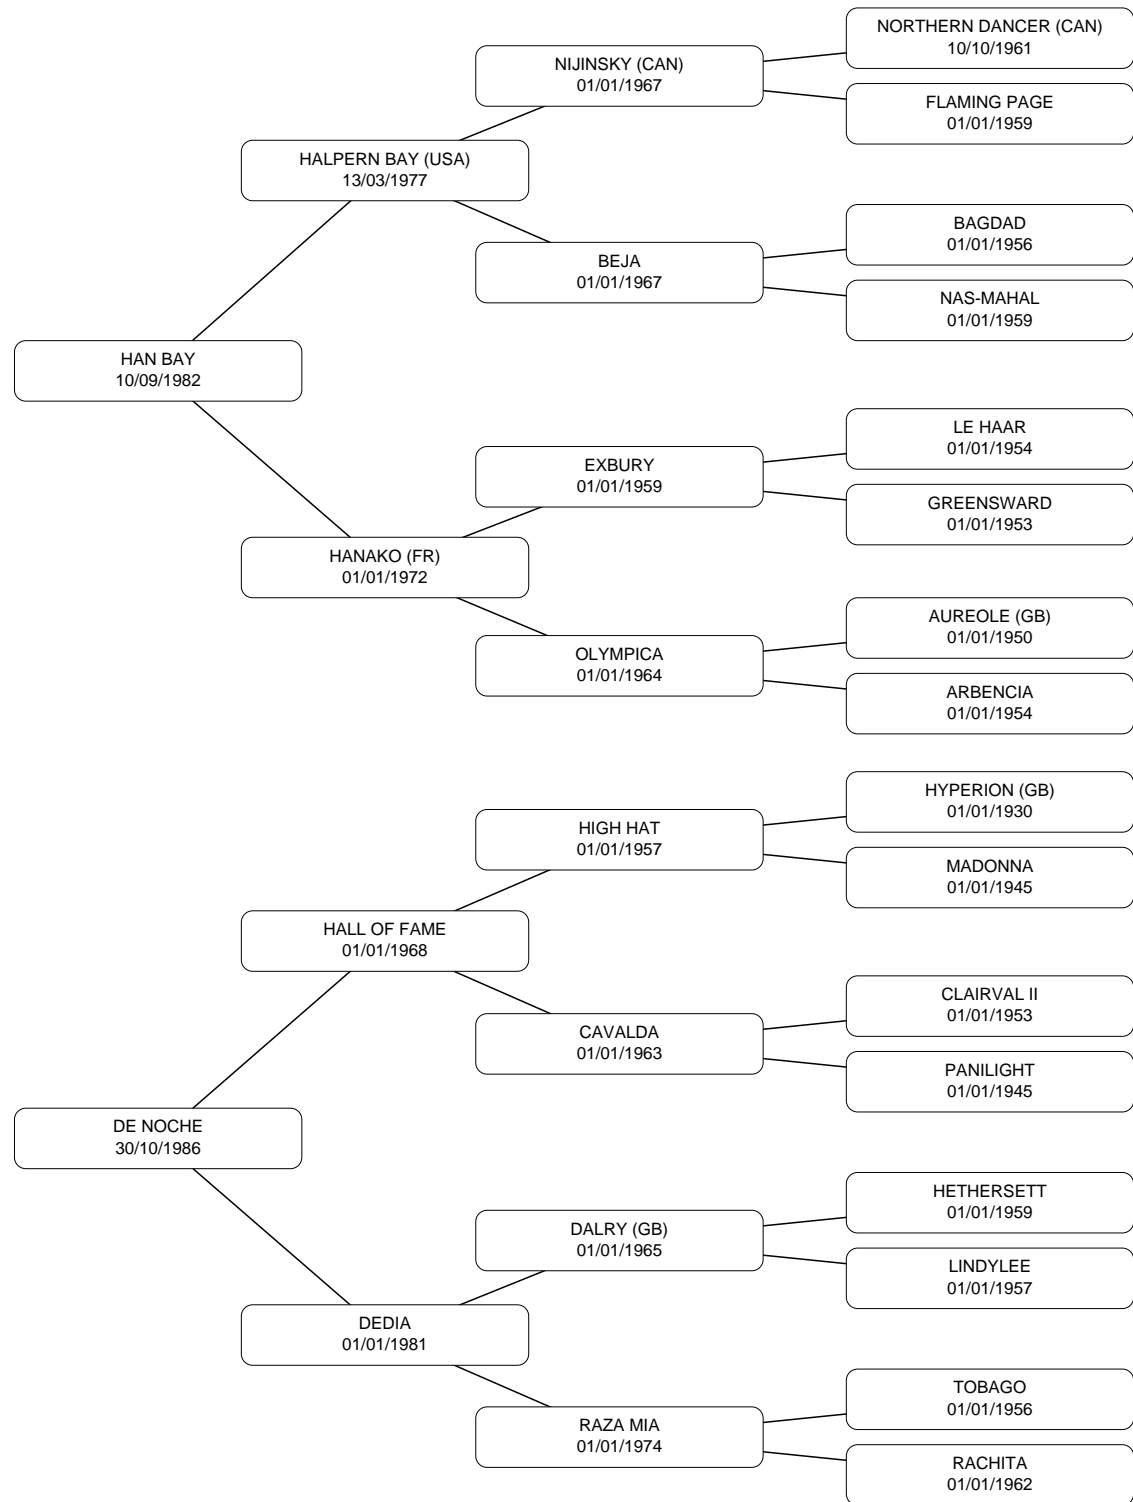 NORTHERN DANCER (CAN)
10/10/1961
NIJINSKY (CAN)
01/01/1967
FLAMING PAGE
01/01/1959
HALPERN BAY (USA)
13/03/1977
BAGDAD
01/01/1956
BEJA
01/01/1967
NAS-MAHAL
01/01/1959
HAN BAY
10/09/1982
LE HAAR
01/01/1954
EXBURY
01/01/1959
GREENSWARD
01/01/1953
HANAKO (FR)
01/01/1972
AUREOLE (GB)
01/01/1950
OLYMPICA
01/01/1964
ARBENCIA
01/01/1954
HYPERION (GB)
01/01/1930
HIGH HAT
01/01/1957
MADONNA
01/01/1945
HALL OF FAME
01/01/1968
CLAIRVAL II
01/01/1953
CAVALDA
01/01/1963
PANILIGHT
01/01/1945
DE NOCHE
30/10/1986
HETHERSETT
01/01/1959
DALRY (GB)
01/01/1965
LINDYLEE
01/01/1957
DEDIA
01/01/1981
TOBAGO
01/01/1956
RAZA MIA
01/01/1974
RACHITA
01/01/1962